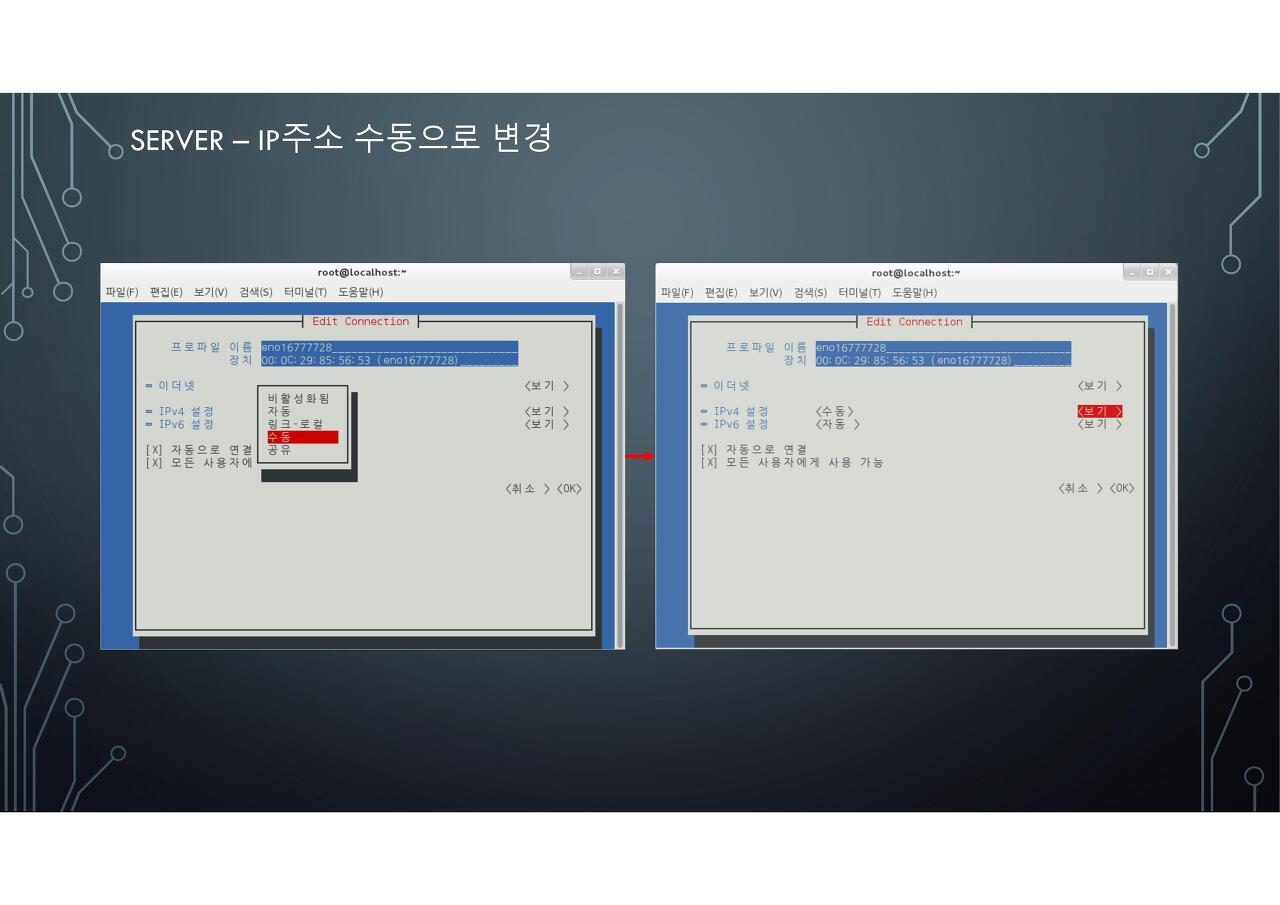 SERVER – IP주소 수동으로 변경
root@localhost:~
파일(F) 편집(E) 보기(V) 검색(S) 터미널(T) 도움말(H)
Edit Connection
프로파일 이름 eno16777728
장치 00:0C:29:85:56:53 (eno16777728)
= 이더넷 <보기 >
비활성화됨
자동
링크-로컬
수동
공유
= IPv4 설정 <보기 >
= IPv6 설정 <보기 >
[X] 자동으로 연결
[X] 모든 사용자에
<취소 > <OK>
root@localhost:~
파일(F) 편집(E) 보기(V) 검색(S) 터미널(T) 도움말(H)
Edit Connection
프로파일 이름 eno16777728
장치 00:0C:29:85:56:53 (eno16777728)
= 이더넷 <보기 >
= IPv4 설정 <수동> <보기 >
= IPv6 설정 <자동 > <보기 >
[X] 자동으로 연결
[X] 모든 사용자에게 사용 가능
<취소 > <OK>